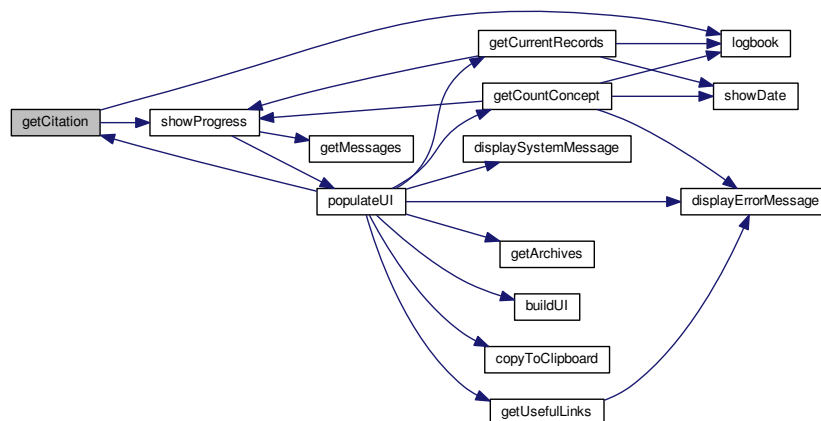 getCitation
showProgress
getMessages
populateUI
getCurrentRecords
getCountConcept
displaySystemMessage
getArchives
buildUI
copyToClipboard
getUsefulLinks
logbook
showDate
displayErrorMessage